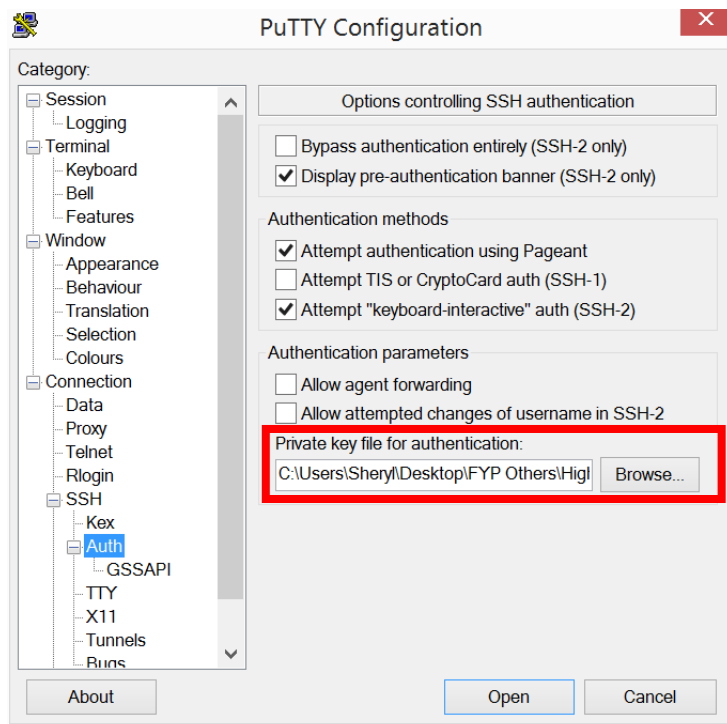 PuTTY Configuration
Category:
Session
Logging
Terminal
Keyboard
Bell
Features
Window
Appearance
Behaviour
Translation
Selection
Colours
Connection
Data
Proxy
Telnet
Rlogin
SSH
Kex
Auth
GSSAPI
TTY
X11
Tunnels
Bugs
Options controlling SSH authentication
Bypass authentication entirely (SSH-2 only)
Display pre-authentication banner (SSH-2 only)
Authentication methods
Attempt authentication using Pageant
Attempt TIS or CryptoCard auth (SSH-1)
Attempt "keyboard-interactive" auth (SSH-2)
Authentication parameters
Allow agent forwarding
Allow attempted changes of username in SSH-2
Private key file for authentication:
C:\Users\Sheryl\Desktop\FYP Others\High
Browse...
About
Open
Cancel